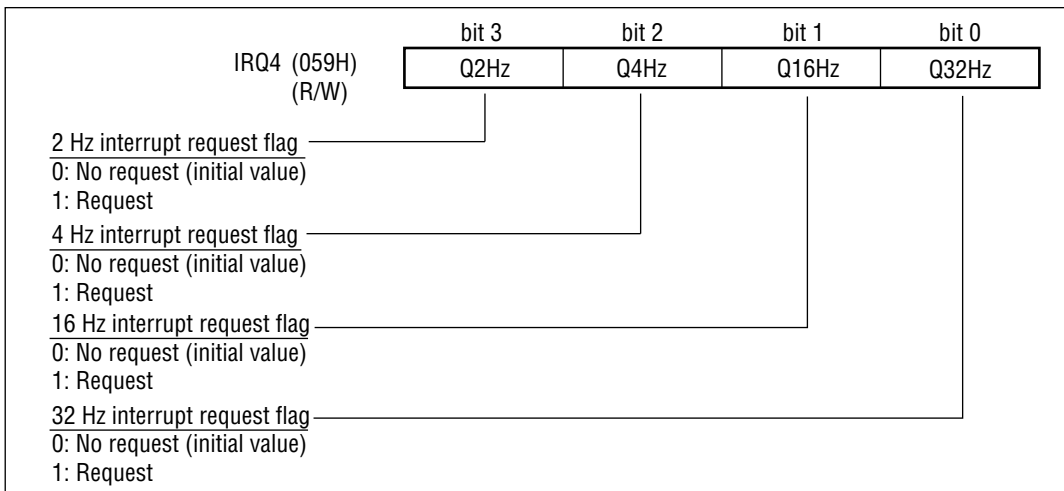 bit 3 bit 2 bit 1 bit 0
IRQ4 (059H) Q2Hz Q4Hz Q16Hz Q32Hz
(R/W)
2 Hz interrupt request flag
0: No request (initial value)
1: Request
4 Hz interrupt request flag
0: No request (initial value)
1: Request
16 Hz interrupt request flag
0: No request (initial value)
1: Request
32 Hz interrupt request flag
0: No request (initial value)
1: Request